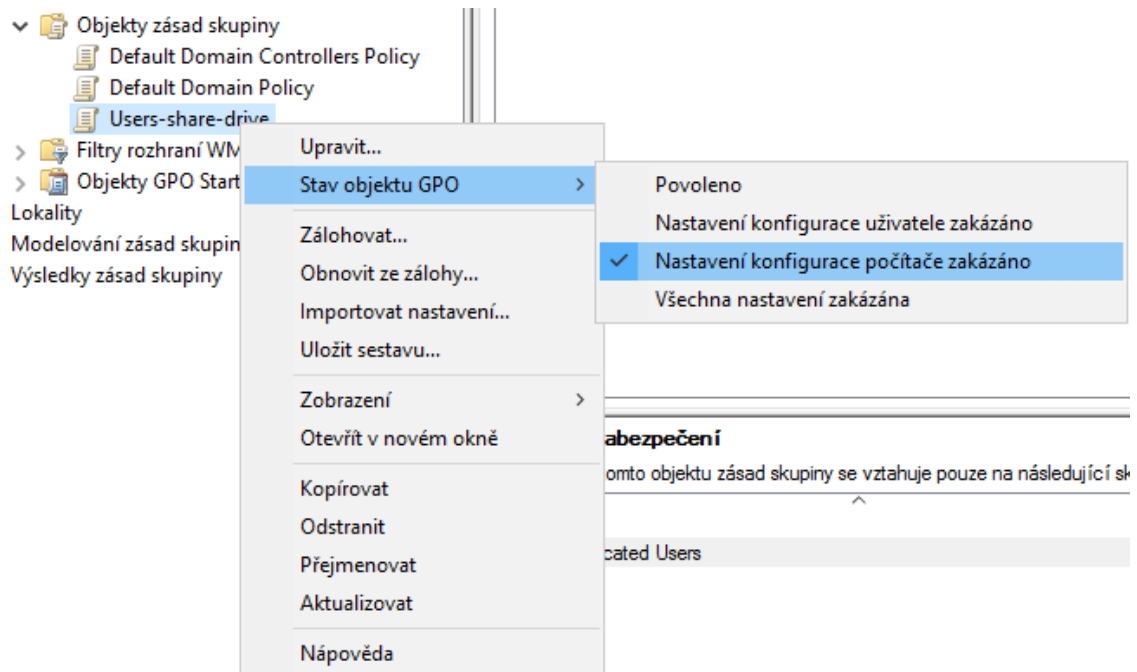 Objekty zásad skupiny
Default Domain Controllers Policy
Default Domain Policy
Users-share-drive
Filtry rozhraní
Objekty GPO Start
Lokality
Modelování zásad skupin
Výsledky zásad skupiny
Upravit...
Stav objektu GPO
Zálohovat...
Obnovit ze zálohy...
Importovat nastavení...
Uložit sestavu...
Zobrazení
Otevřít v novém okně
Kopírovat
Odstranit
Přejmenovat
Aktualizovat
Nápověda
Povoleno
Nastavení konfigurace uživatele zakázáno
Nastavení konfigurace počítače zakázáno
Všechna nastavení zakázána
abezpečení
omto objektu zásad skupiny se vztahuje pouze na následující sk
cated Users